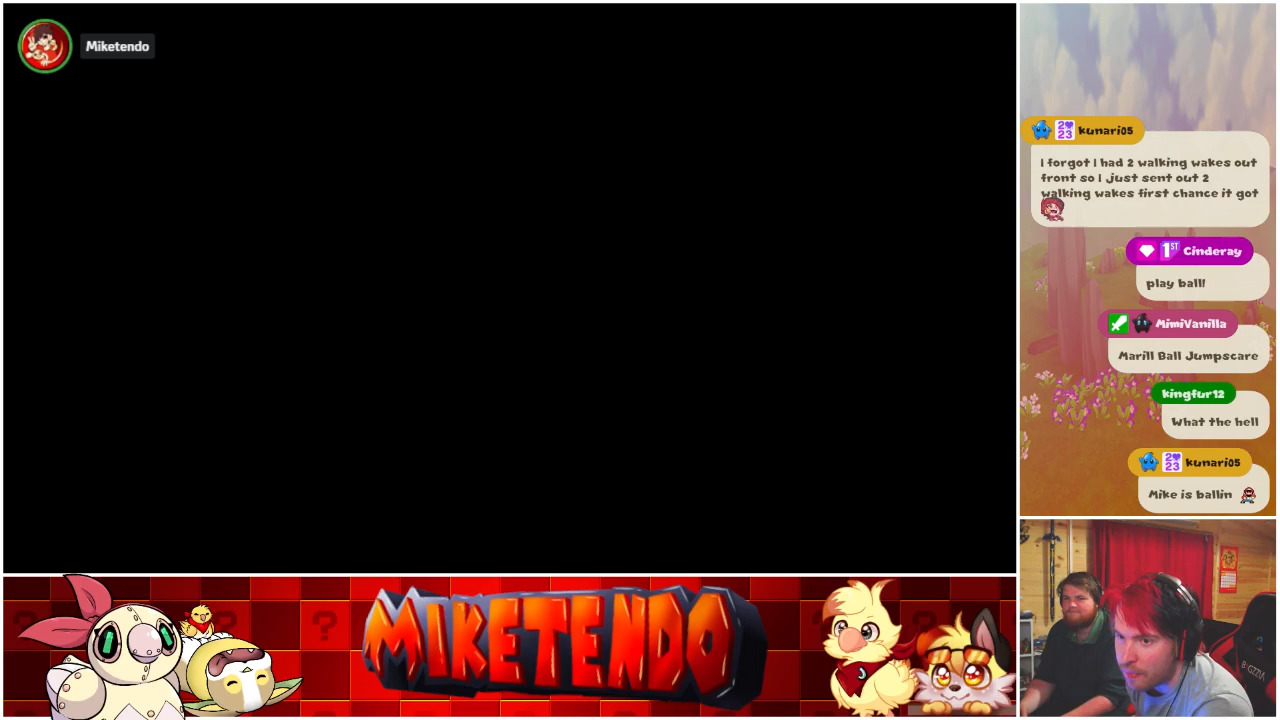 Miketendo
kunari05
I forgot I had 2 walking wakes out
front so I just sent out 2
walking wakes first chance it got
1ST Cinderay
play ball!
MimiVanilla
Marill Ball Jumpscare
kingfur12
What the hell
kunari05
Mike is ballin
MIKETENDO